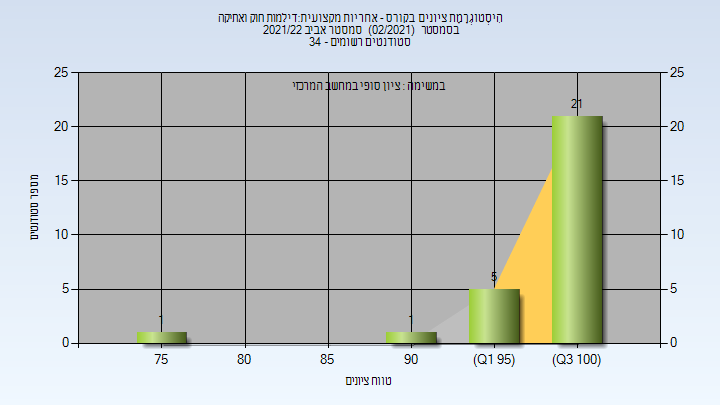 הִיסְטוֹגְרַמַת ציונים בקורס - אחריות מקצועית:דילמות חוק ואתיקה
בסמסטר (02/2021) סמסטר אביב 2021/22
סטודנטים רשומים - 34
במשימה : ציון סופי במחשב המרכזי
25 25
20 20
15 15
10 10
5 5
0 0
מספר סטודנטים
1 1 5 21
75 80 85 90 (Q1 95) (Q3 100)
טווח ציונים